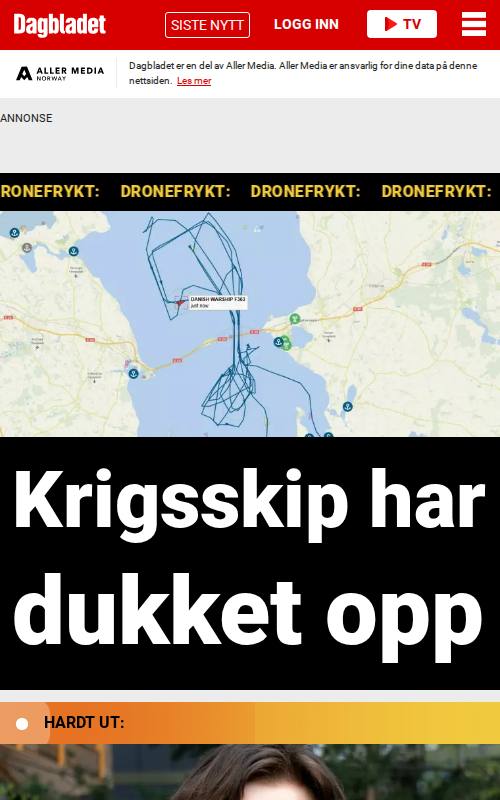 Dagbladet
SISTE NYTT
LOGG INN
TV
ALLER MEDIA
NORWAY
Dagbladet er en del av Aller Media. Aller Media er ansvarlig for dine data på denne
nettsiden. Les mer
ANNONSE
RONEFRYKT: DRONEFRYKT: DRONEFRYKT: DRONEFRYKT:
DANISH WARSHIP F363
just now
Krigsskip har
dukket opp
HARDT UT: